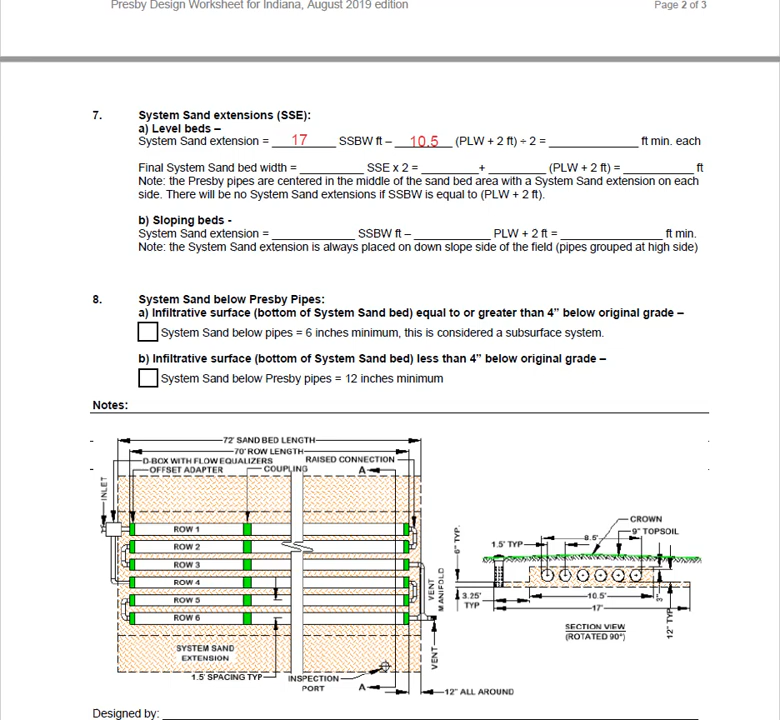 Presby Design Worksheet for Indiana, August 2019 edition Page 2 of 3
7. System Sand extensions (SSE):
a) Level beds –
System Sand extension = 17 SSBW ft – 10.5 (PLW + 2 ft) ÷ 2 = ____________ ft min. each
Final System Sand bed width = _________ SSE x 2 = _________+_________ (PLW + 2 ft) = __________ ft
Note: the Presby pipes are centered in the middle of the sand bed area with a System Sand extension on each
side. There will be no System Sand extensions if SSBW is equal to (PLW + 2 ft).
b) Sloping beds -
System Sand extension = ____________ SSBW ft – ____________ PLW + 2 ft = ______________ ft min.
Note: the System Sand extension is always placed on down slope side of the field (pipes grouped at high side)
8. System Sand below Presby Pipes:
a) Infiltrative surface (bottom of System Sand bed) equal to or greater than 4” below original grade –
System Sand below pipes = 6 inches minimum, this is considered a subsurface system.
b) Infiltrative surface (bottom of System Sand bed) less than 4” below original grade –
System Sand below Presby pipes = 12 inches minimum
Notes:
72' SAND BED LENGTH
70' ROW LENGTH
D-BOX WITH FLOW EQUALIZERS
RAISED CONNECTION
OFFSET ADAPTER
COUPLING
A
INLET
ROW 1
ROW 2
ROW 3
ROW 4
ROW 5
ROW 6
VENT MANIFOLD
VENT
SYSTEM SAND
EXTENSION
1.5' SPACING TYP
INSPECTION
PORT
A
12" ALL AROUND
CROWN
9" TOPSOIL
8.5'
1.5' TYP
6" TYP.
3.25'
TYP
10.5'
17'
3"
12" TYP
SECTION VIEW
(ROTATED 90°)
Designed by: